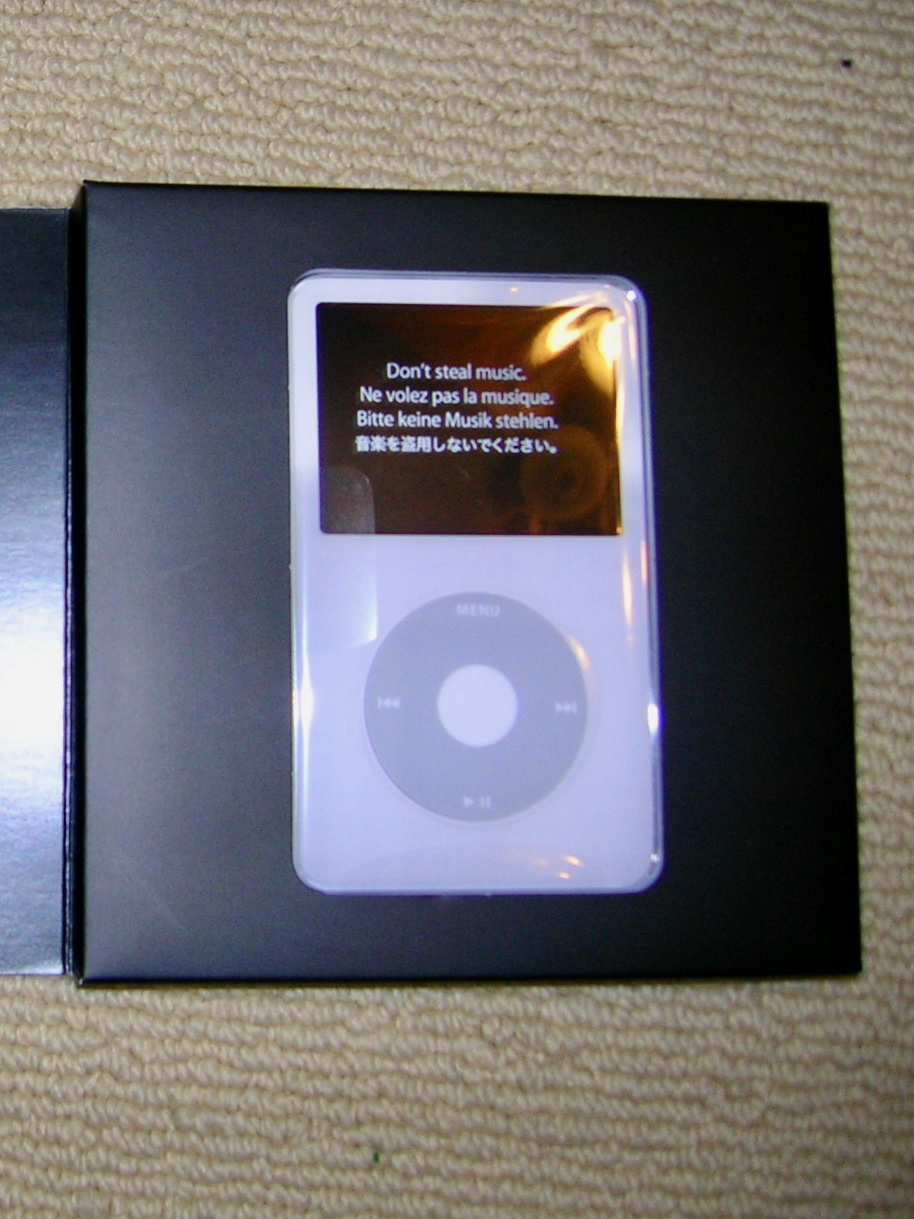 Don't steal music.
Ne volez pas la musique.
Bitte keine Musik stehlen.
音楽を盗用しないでください。
MENU